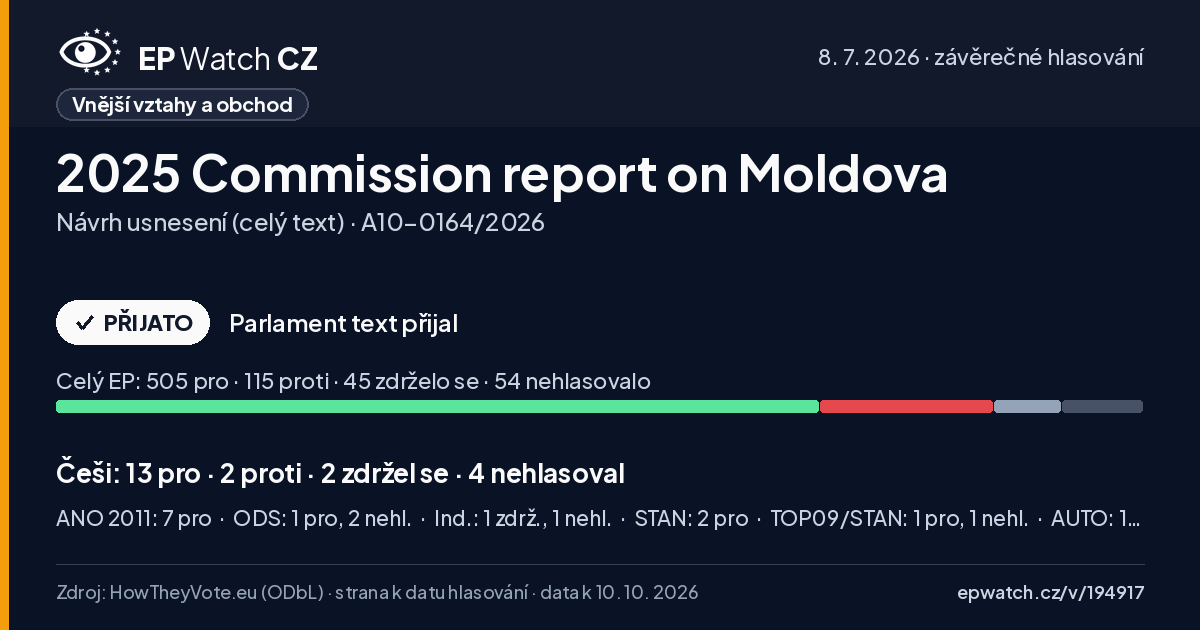 EP Watch CZ
8. 7. 2026 · závěrečné hlasování
Vnější vztahy a obchod
2025 Commission report on Moldova
Návrh usnesení (celý text) · A10–0164/2026
✓ PŘIJATO Parlament text přijal
Celý EP: 505 pro · 115 proti · 45 zdrželo se · 54 nehlasovalo
Češi: 13 pro · 2 proti · 2 zdržel se · 4 nehlasoval
ANO 2011: 7 pro · ODS: 1 pro, 2 nehl. · Ind.: 1 zdrž., 1 nehl. · STAN: 2 pro · TOP09/STAN: 1 pro, 1 nehl. · AUTO: 1…
Zdroj: HowTheyVote.eu (ODbL) · strana k datu hlasování · data k 10. 10. 2026
epwatch.cz/v/194917